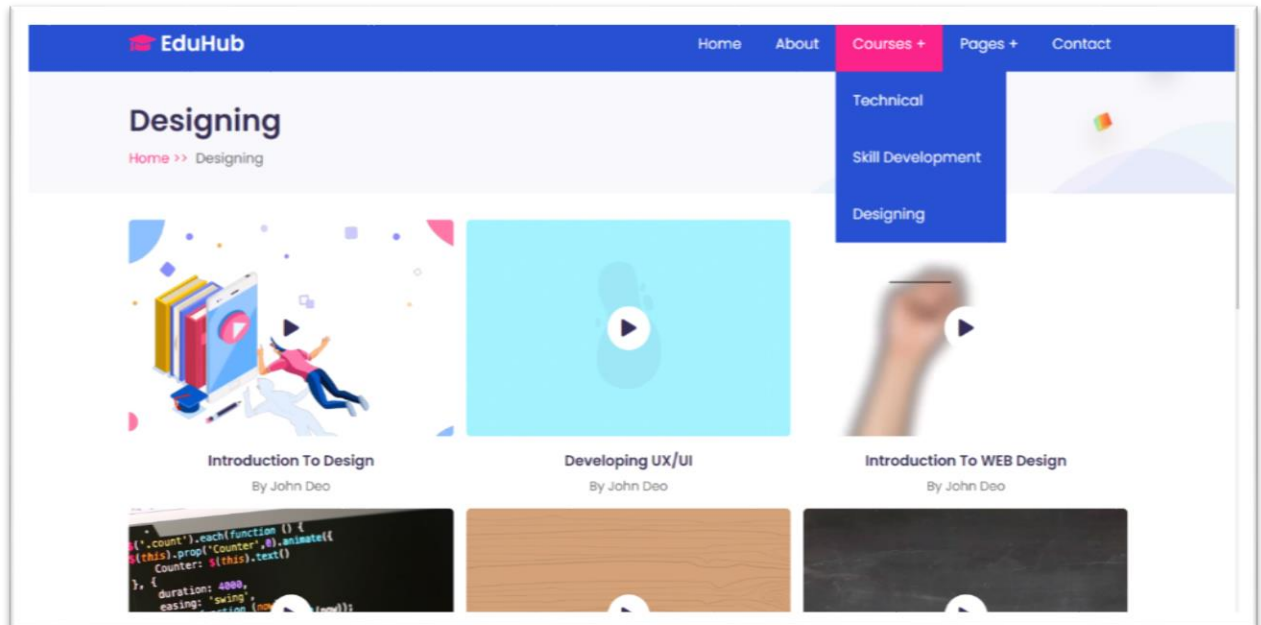 EduHub
Home About Courses + Pages + Contact
Technical
Skill Development
Designing
Designing
Home >> Designing
Introduction To Design
By John Deo
Developing UX/UI
By John Deo
Introduction To WEB Design
By John Deo
$('.count').each(function () {
$(this).prop('Counter',0).animate({
Counter: $(this).text()
}, {
duration: 4000,
easing: 'swing',
(now));